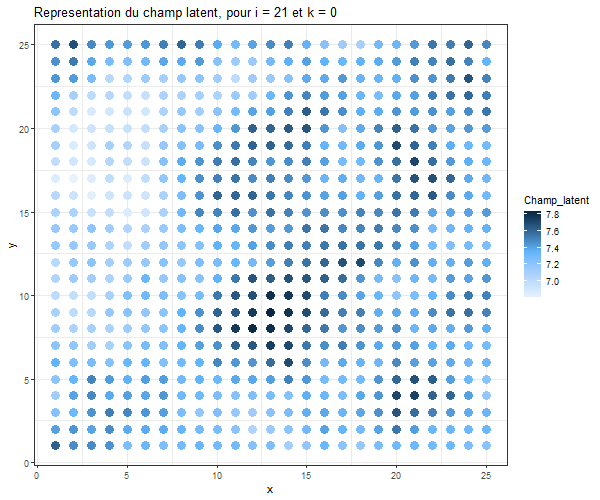 Representation du champ latent, pour i = 21 et k = 0
25
20
15
10
5
0
y
0 5 10 15 20 25
x
Champ_latent
7.8
7.6
7.4
7.2
7.0